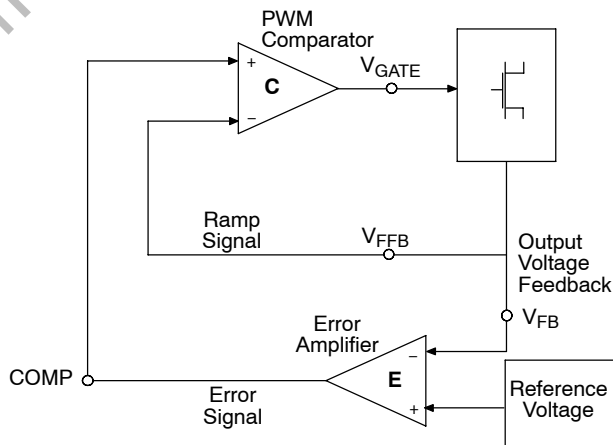 PWM
Comparator
+
C
−
VGATE
Ramp
Signal
VFFB
Output
Voltage
Feedback
VFB
Error
Amplifier
−
E
+
COMP
Error
Signal
Reference
Voltage